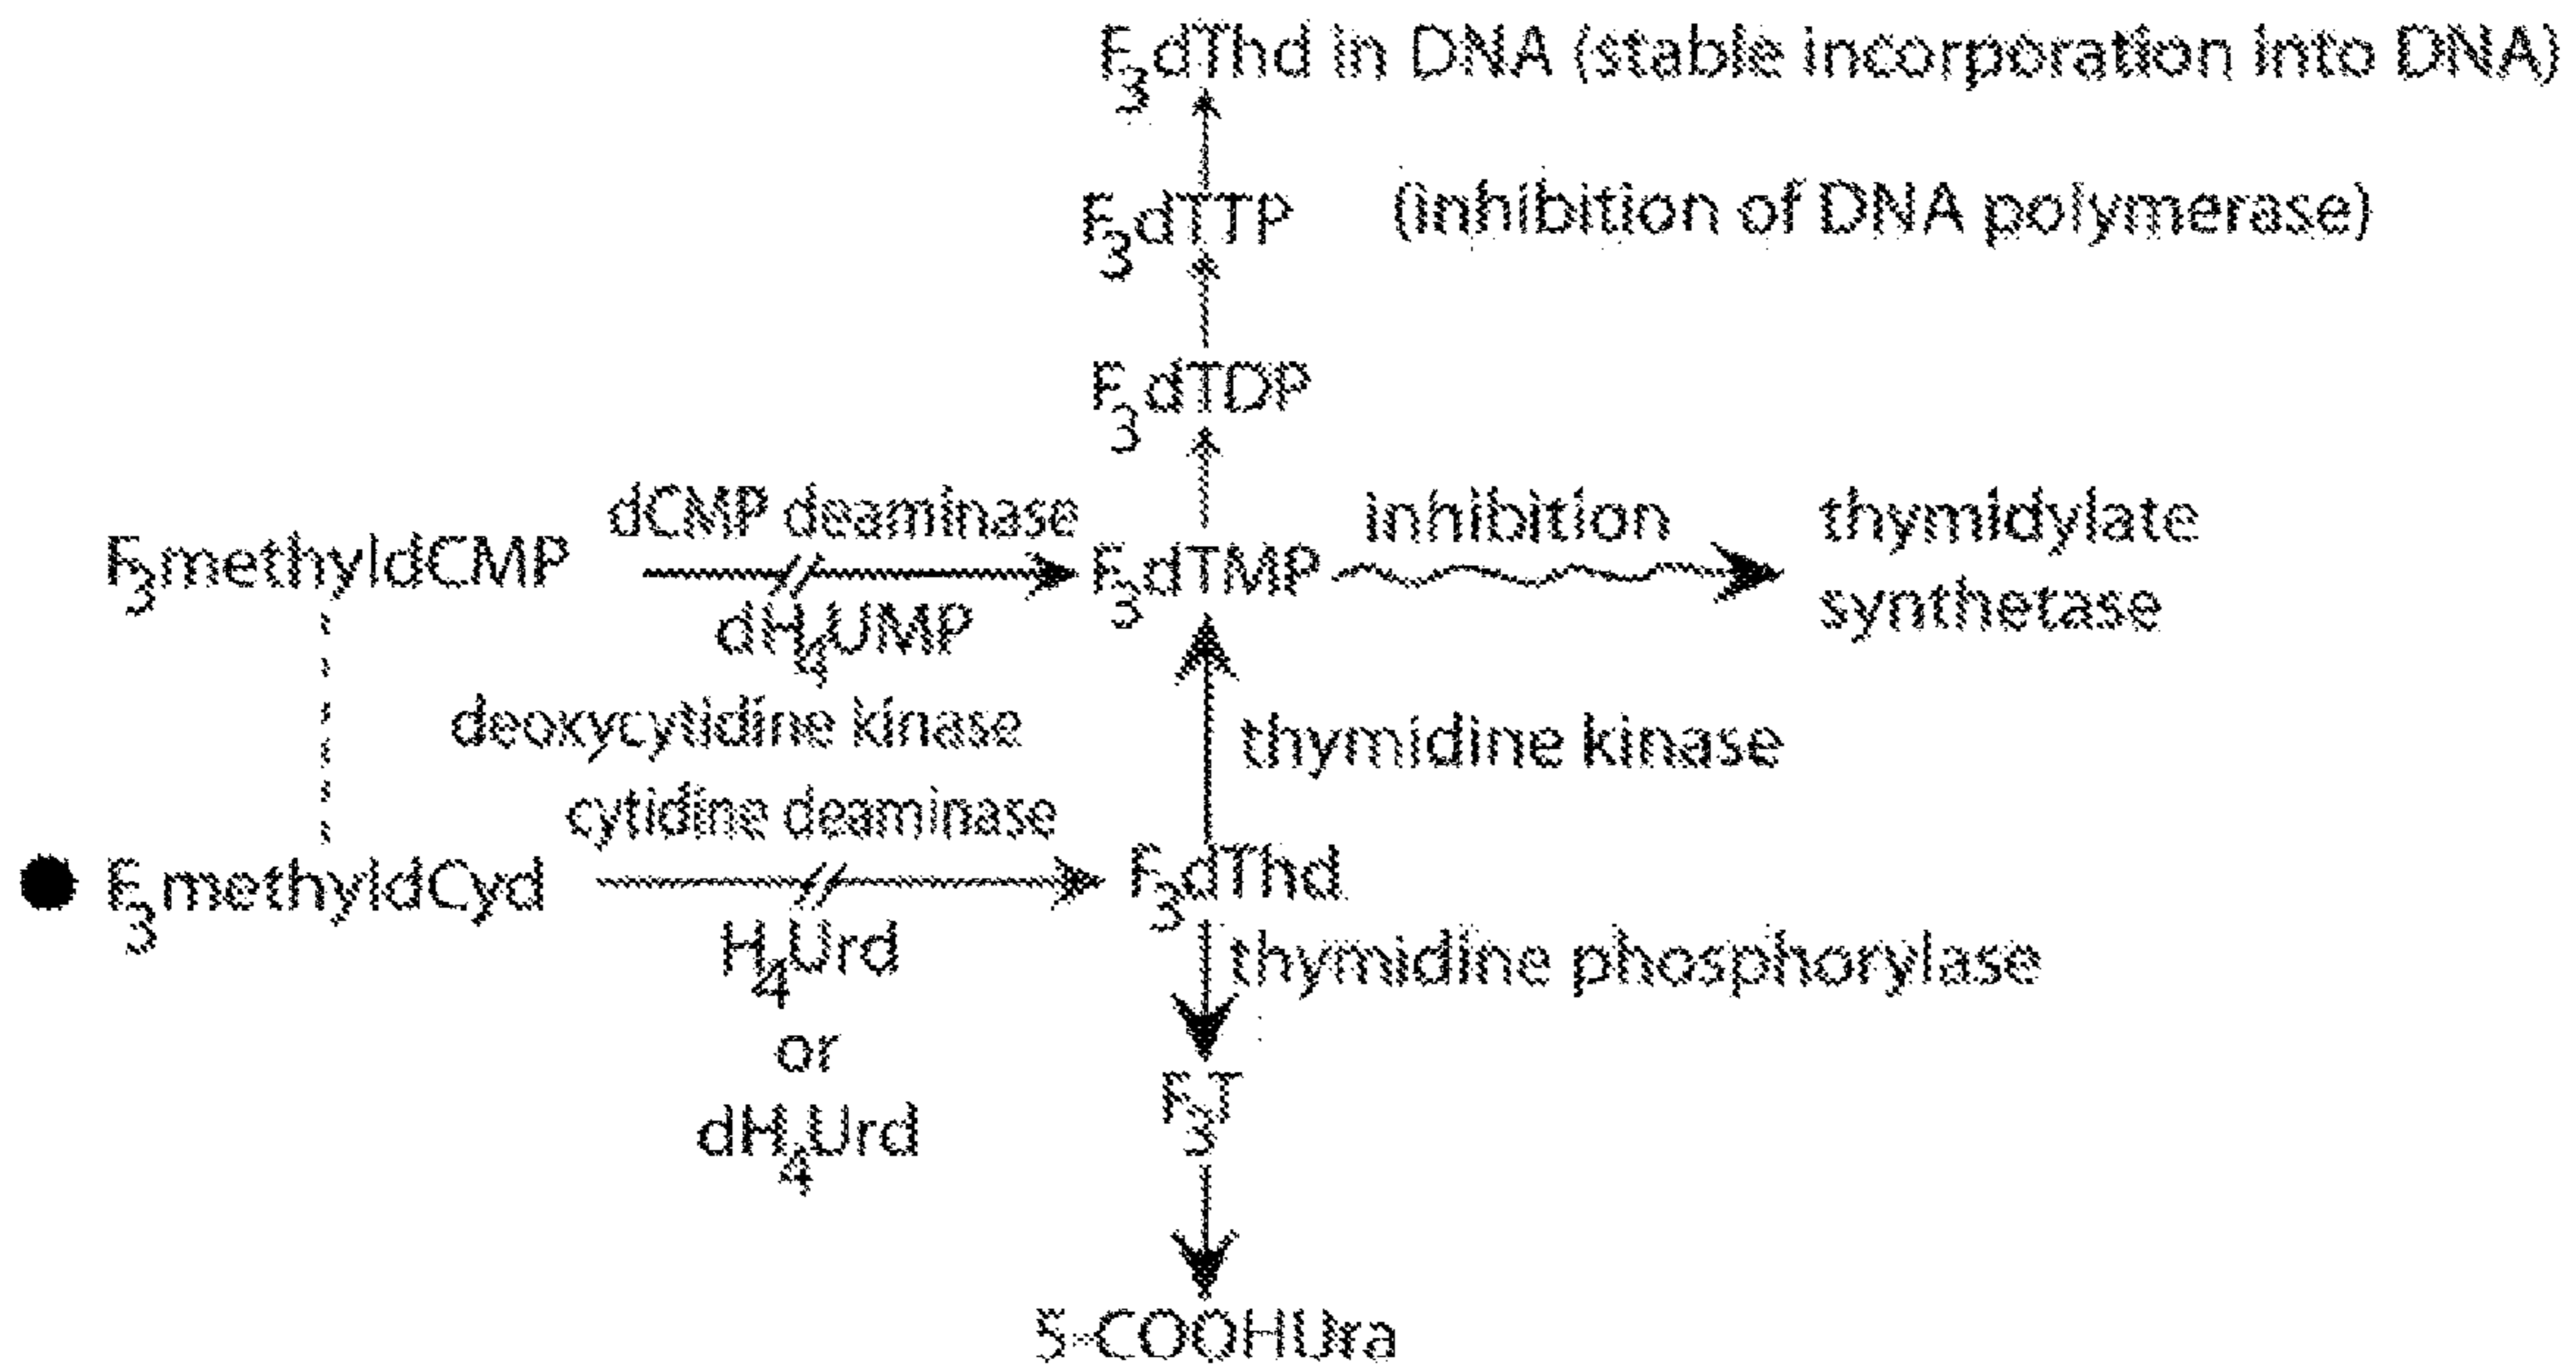 F3dThd in DNA (stable incorporation into DNA)
F3dTTP (inhibition of DNA polymerase)
F3dTDP
dCMP deaminase
F3methyldCMP
dH4UMP
F3dTMP
inhibition
thymidylate
synthetase
deoxycytidine kinase
thymidine kinase
cytidine deaminase
F3methyldCyd
F3dThd
H4Urd
or
dH4Urd
thymidine phosphorylase
F3T
5-COOHUra